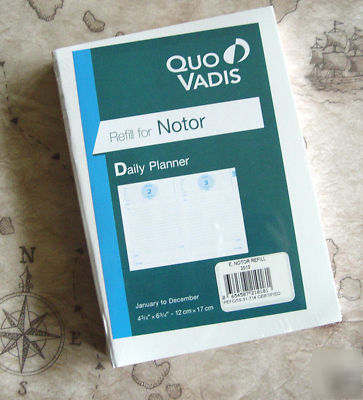 QUO
VADIS
Refill for Notor
Daily Planner
2
3
January to December
4¾" x 6¾" - 12 cm x 17 cm
E. NOTOR REFILL
2010
CERTIFIED